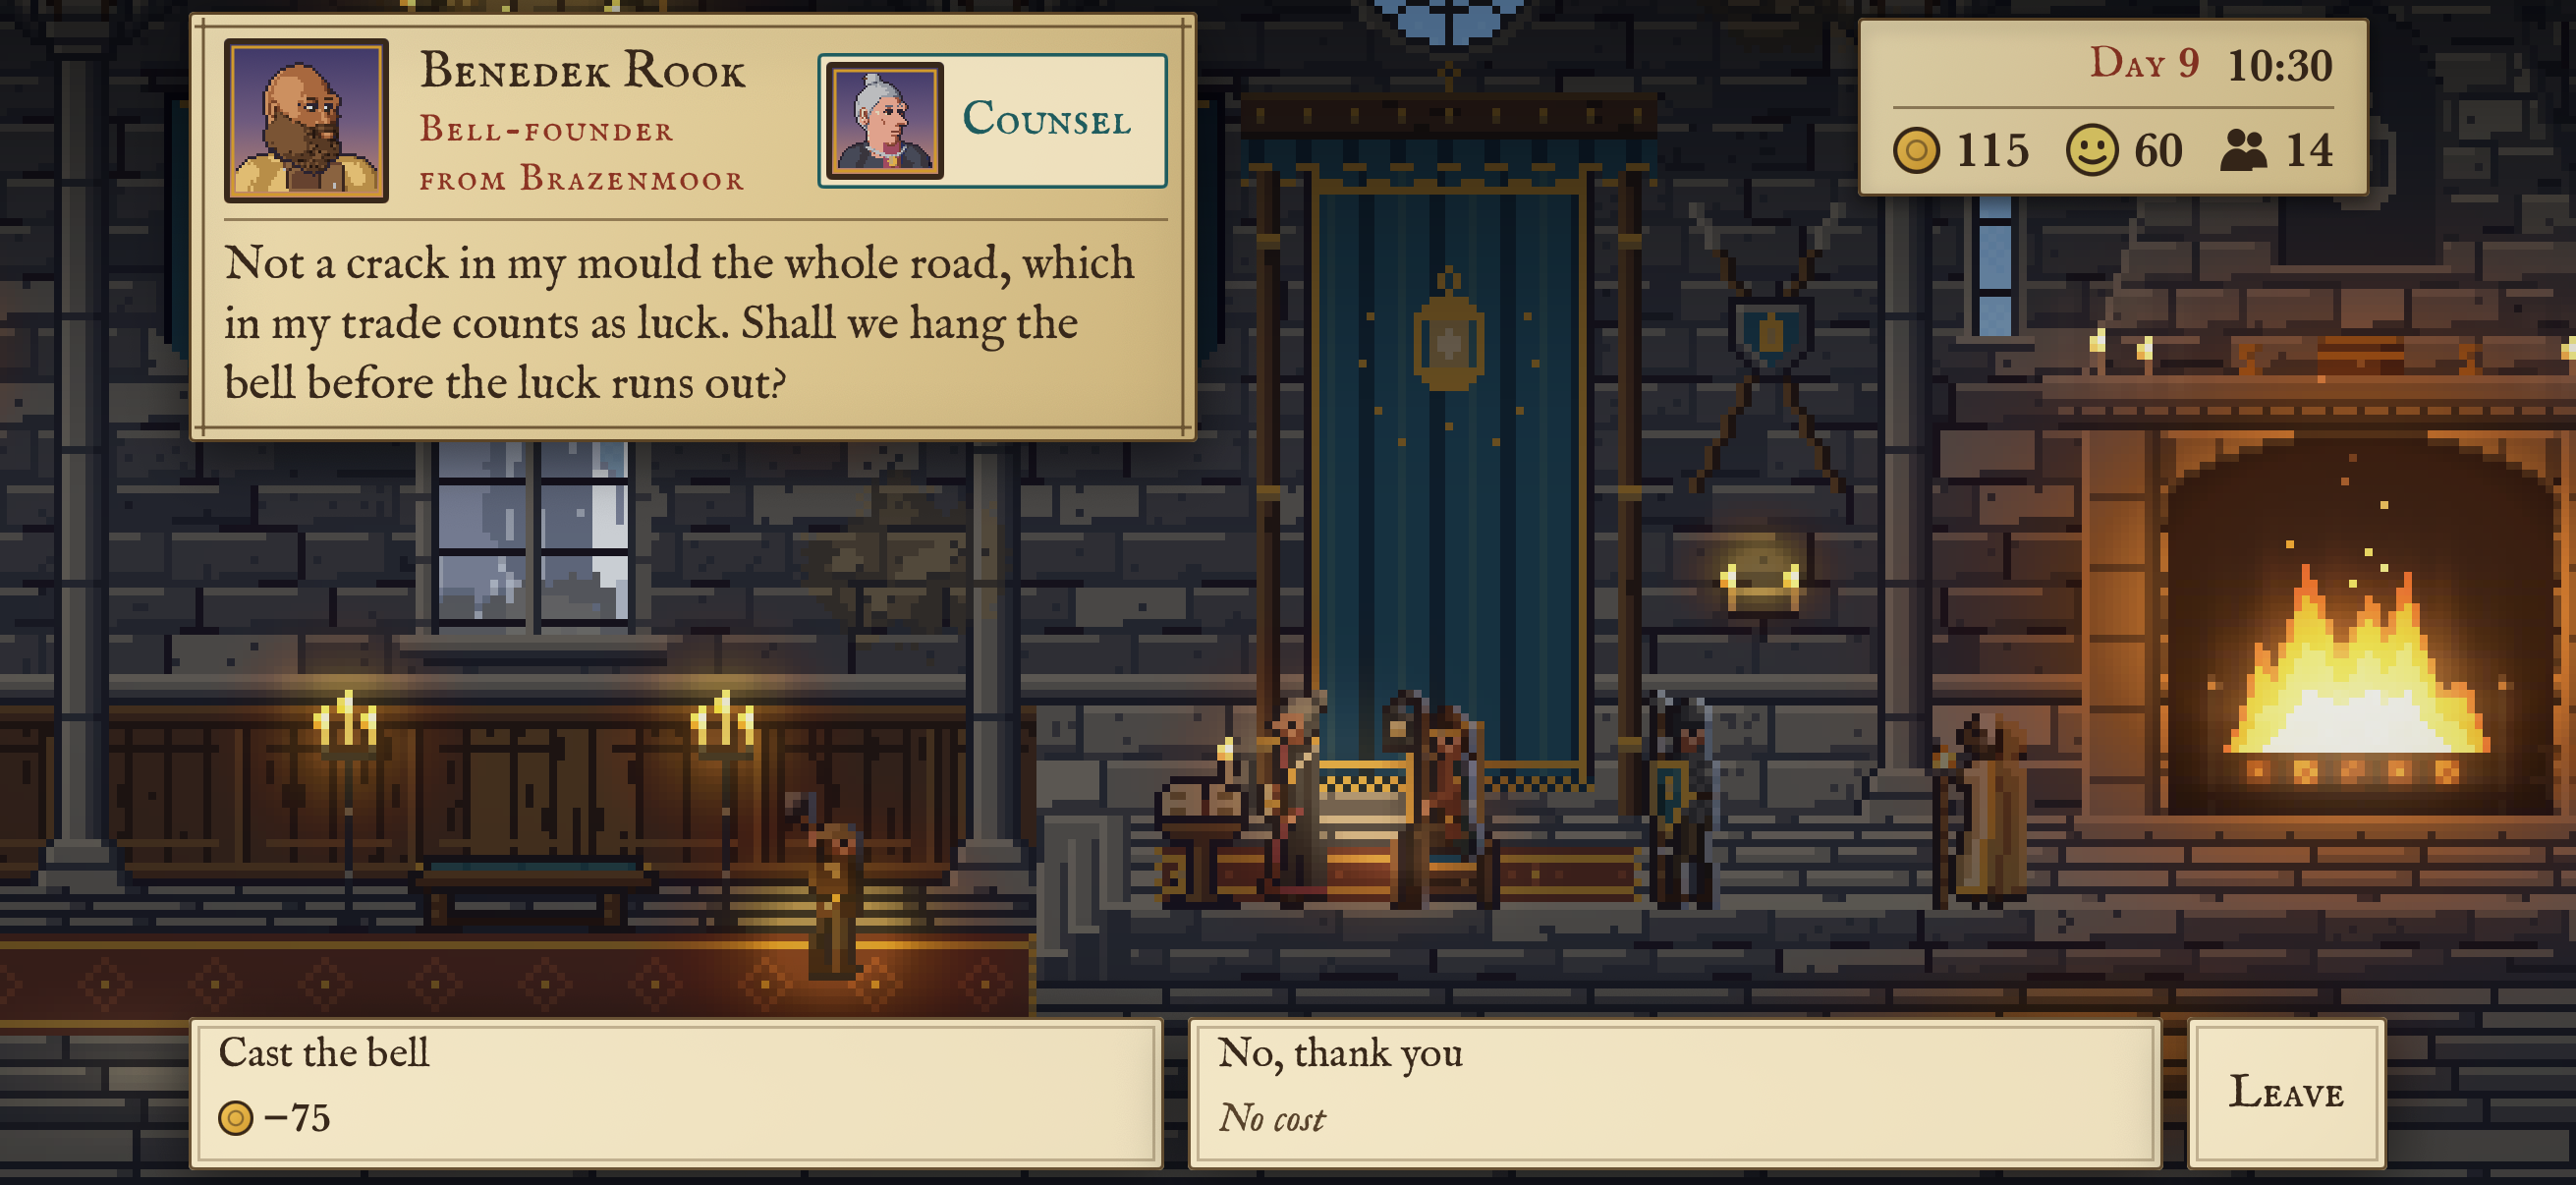 Benedek Rook
Bell-founder
from Brazenmoor
Counsel
Not a crack in my mould the whole road, which
in my trade counts as luck. Shall we hang the
bell before the luck runs out?
Day 9 10:30
115 60 14
Cast the bell
−75
No, thank you
No cost
Leave